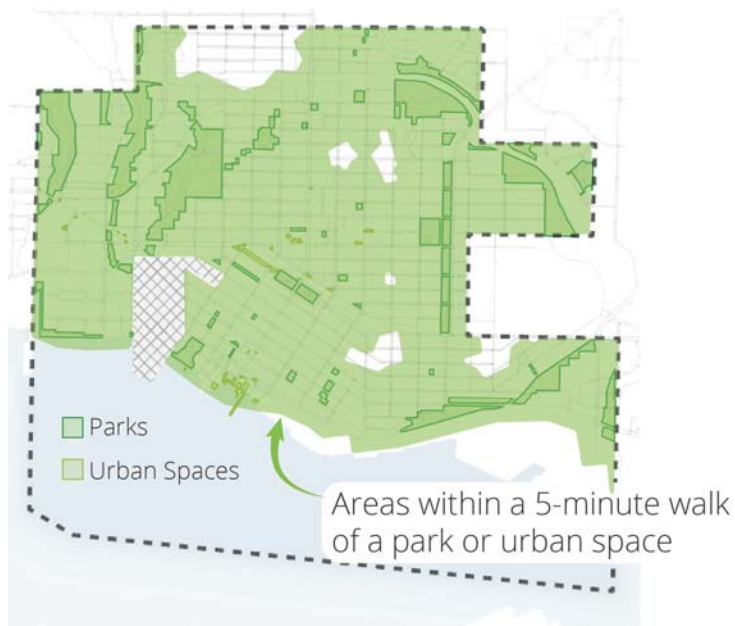 Parks
Urban Spaces
Areas within a 5-minute walk
of a park or urban space